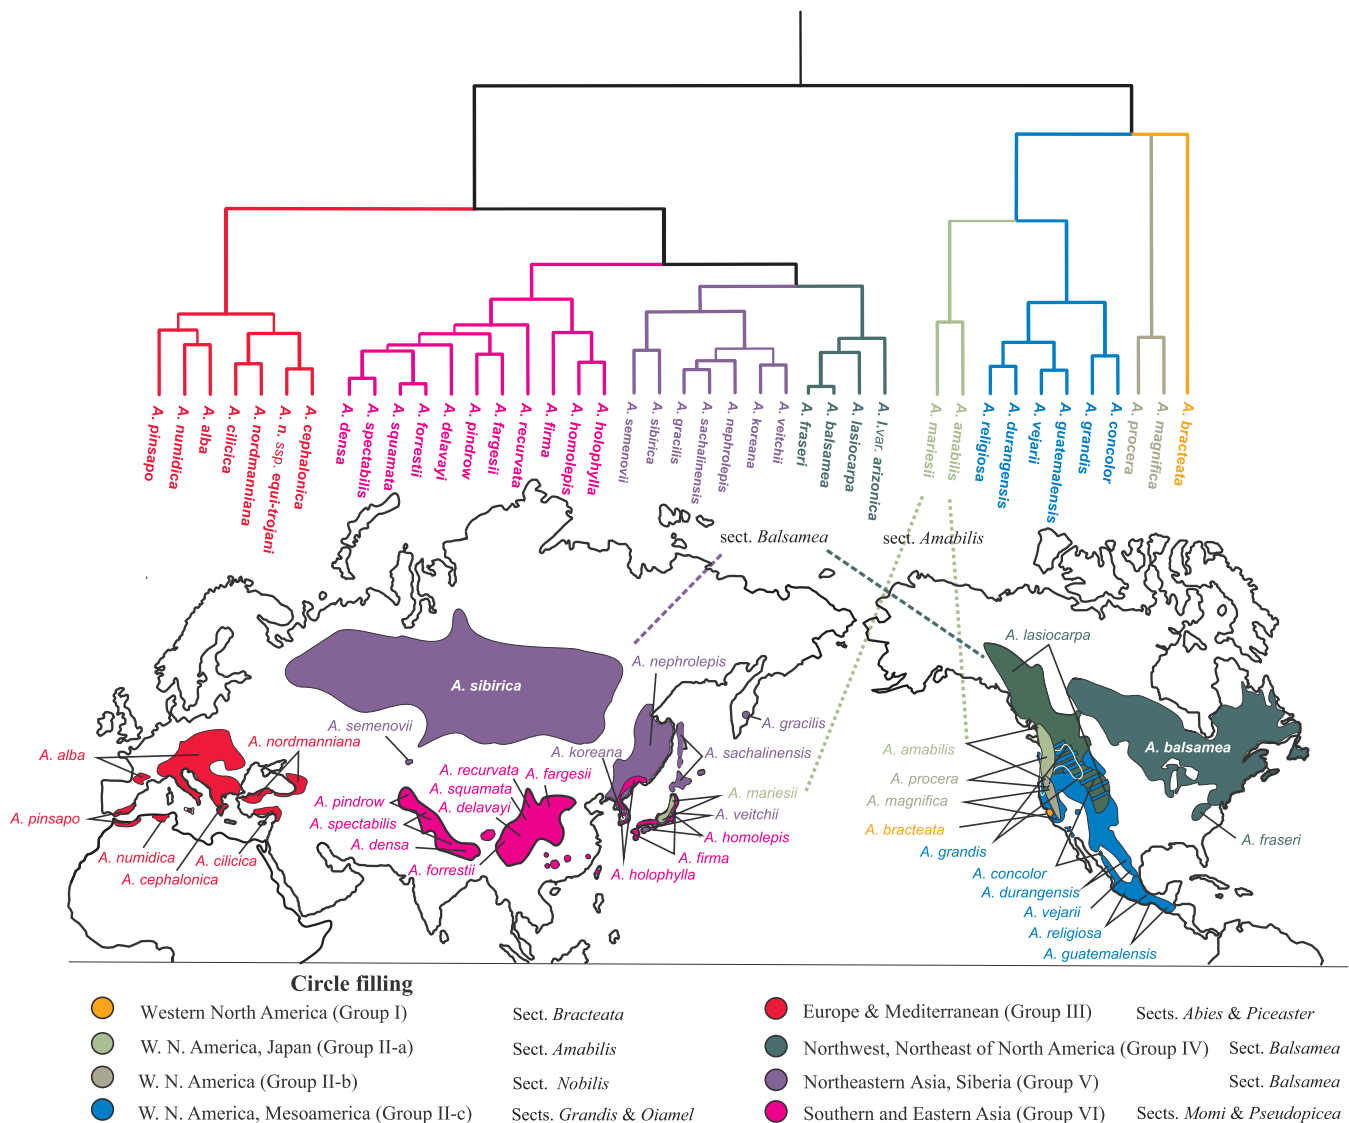 A. pinsapo
A. numidica
A. alba
A. cilicica
A. nordmanniana
A. n. ssp. equi-trojani
A. cephalonica
A. densa
A. spectabilis
A. squamata
A. forrestii
A. delavayi
A. pindrow
A. fargesii
A. recurvata
A. firma
A. homolepis
A. holophylla
A. semenovii
A. sibirica
A. gracilis
A. sachalinensis
A. nephrolepis
A. koreana
A. veitchii
A. fraseri
A. balsamea
A. lasiocarpa
A. l.var. arizonica
A. mariesii
A. amabilis
A. religiosa
A. durangensis
A. vejarii
A. guatemalensis
A. grandis
A. concolor
A. procera
A. magnifica
A. bracteata
sect. Balsamea
sect. Amabilis
A. lasiocarpa
A. nephrolepis
A. sibirica
A. semenovii
A. gracilis
A. nordmanniana
A. alba
A. koreana
A. sachalinensis
A. amabilis
A. balsamea
A. recurvata
A. fargesii
A. squamata
A. procera
A. pindrow
A. delavayi
A. mariesii
A. magnifica
A. pinsapo
A. spectabilis
A. veitchii
A. bracteata
A. homolepis
A. fraseri
A. densa
A. grandis
A. numidica
A. cilicica
A. firma
A. cephalonica
A. forrestii
A. holophylla
A. concolor
A. durangensis
A. vejarii
A. religiosa
A. guatemalensis
Circle filling
Western North America (Group I) Sect. Bracteata
W. N. America, Japan (Group II-a) Sect. Amabilis
W. N. America (Group II-b) Sect. Nobilis
W. N. America, Mesoamerica (Group II-c) Sects. Grandis & Oiamel
Europe & Mediterranean (Group III) Sects. Abies & Piceaster
Northwest, Northeast of North America (Group IV) Sect. Balsamea
Northeastern Asia, Siberia (Group V) Sect. Balsamea
Southern and Eastern Asia (Group VI) Sects. Momi & Pseudopicea